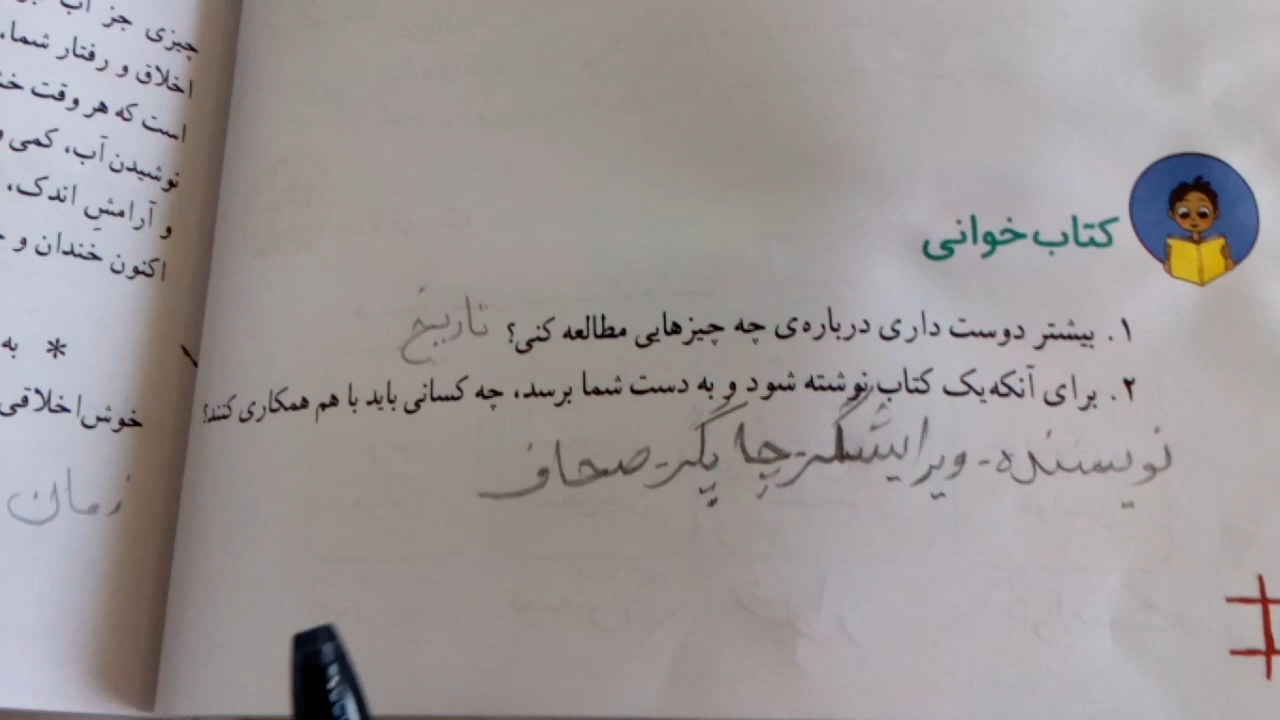 کتاب‌خوانی
۱. بیشتر دوست داری درباره‌ی چه چیزهایی مطالعه کنی؟ تاریخ
۲. برای آنکه یک کتاب نوشته شود و به دست شما برسد، چه کسانی باید با هم همکاری کنند؟
نویسنده - ویرایشگر - چاپگر - صحاف
چیزی جز آب
اخلاق و رفتار شما،
است که هر وقت
نوشیدن آب، کمی
و آرامشِ اندک،
اکنون خندان و
* به
خوش‌اخلاقی
زمان